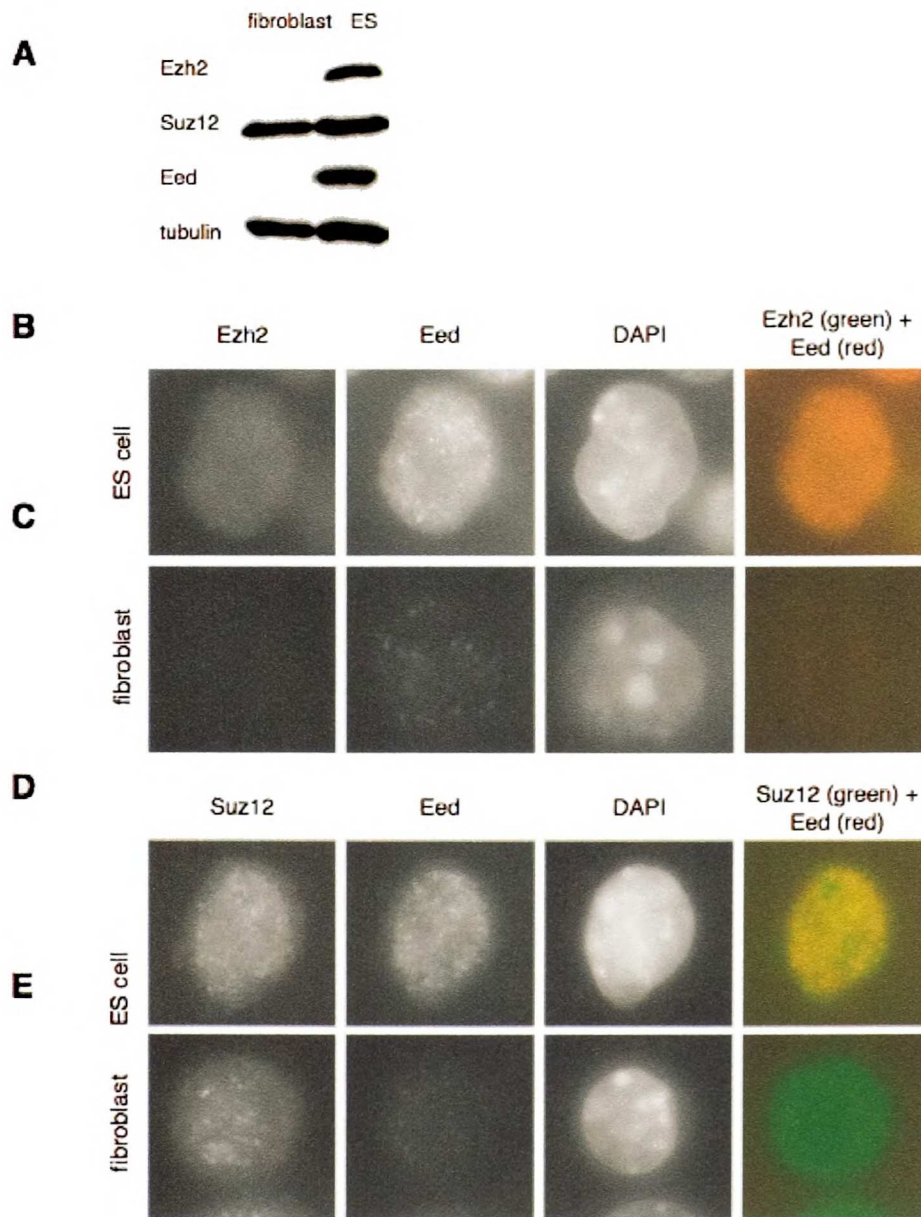 A
fibroblast ES
Ezh2
Suz12
Eed
tubulin
B
Ezh2 Eed DAPI Ezh2 (green) +
Eed (red)
ES cell
C
fibroblast
D
Suz12 Eed DAPI Suz12 (green) +
Eed (red)
ES cell
E
fibroblast